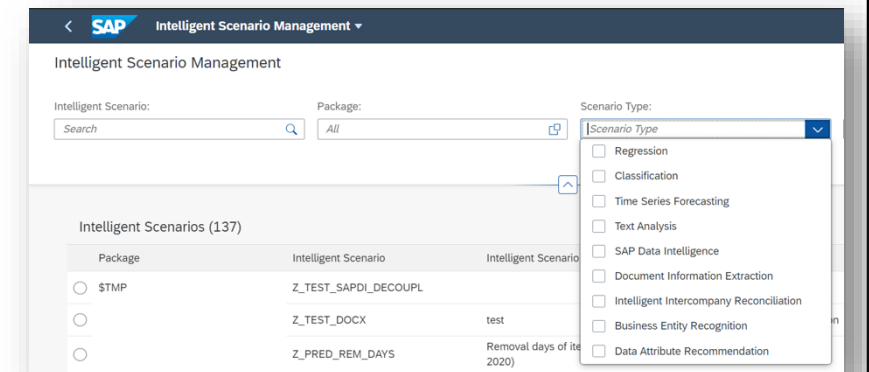 SAP Intelligent Scenario Management
Intelligent Scenario Management
Intelligent Scenario: Package: Scenario Type:
Search All Scenario Type
Regression
Classification
Time Series Forecasting
Text Analysis
SAP Data Intelligence
Document Information Extraction
Intelligent Intercompany Reconciliation
Business Entity Recognition
Data Attribute Recommendation
Intelligent Scenarios (137)
Package Intelligent Scenario Intelligent Scenario
$TMP Z_TEST_SAPDI_DECOUPL
Z_TEST_DOCX test
Z_PRED_REM_DAYS Removal days of ite
2020)